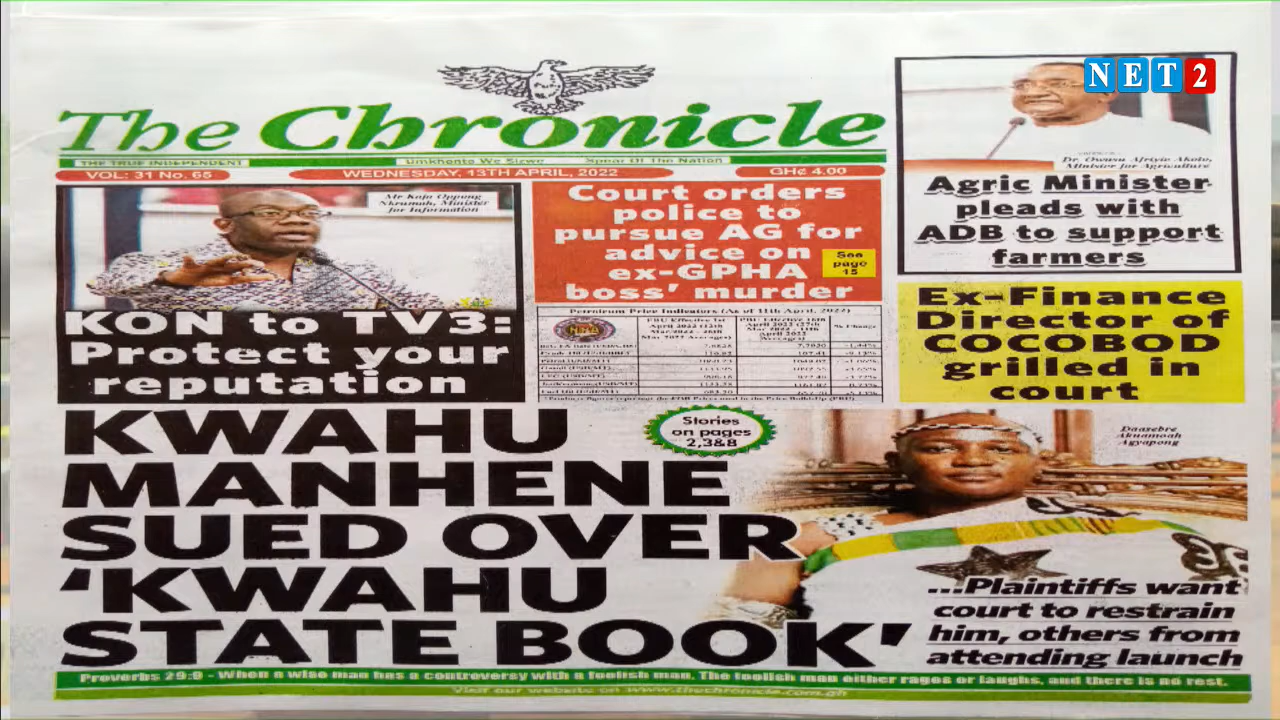 NET2
The Chronicle
THE TRUE INDEPENDENT
Umkhonto We Sizwe Spear Of The Nation
VOL: 31 No. 65
WEDNESDAY, 13TH APRIL, 2022
GH¢ 4.00
Mr Kojo Oppong
Nkrumah, Minister
for Information
KON to TV3:
Protect your
reputation
Court orders
police to
pursue AG for
advice on
ex-GPHA
boss' murder
See
page
15
Petroleum Price Indicators (As of 11th April, 2022)
% Change
Dr. Owusu Afriyie Akoto,
Minister for Agriculture
Agric Minister
pleads with
ADB to support
farmers
Ex-Finance
Director of
COCOBOD
grilled in
court
KWAHU
MANHENE
SUED OVER
‘KWAHU
STATE BOOK’
Stories
on pages
2,3&8
Daasebre
Akuamoah
Agyapong
...Plaintiffs want
court to restrain
him, others from
attending launch
Proverbs 29:9 - When a wise man has a controversy with a foolish man, The foolish man either rages or laughs, and there is no rest.
Visit our website on www.thechronicle.com.gh